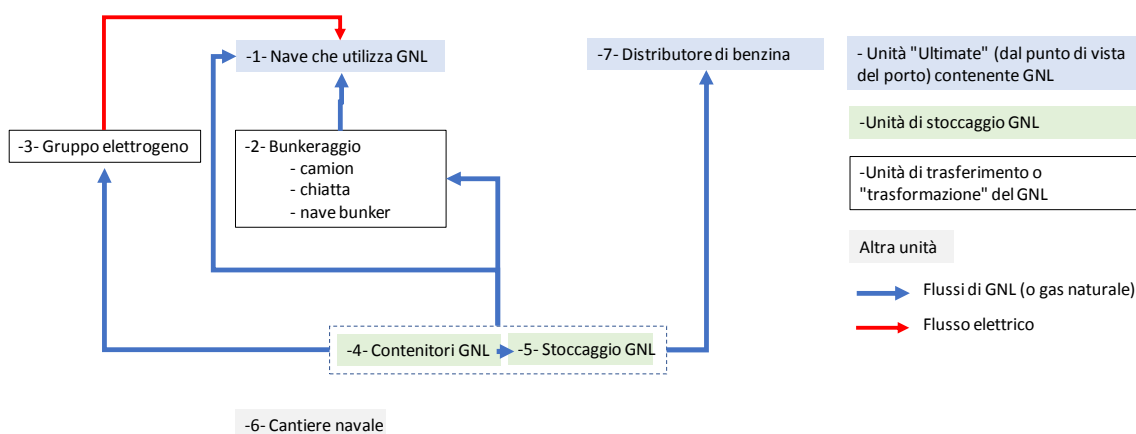 -1- Nave che utilizza GNL
-7- Distributore di benzina
- Unità "Ultimate" (dal punto di vista
del porto) contenente GNL
-Unità di stoccaggio GNL
-3- Gruppo elettrogeno
-2- Bunkeraggio
- camion
- chiatta
- nave bunker
-Unità di trasferimento o
"trasformazione" del GNL
Altra unità
Flussi di GNL (o gas naturale)
Flusso elettrico
-4- Contenitori GNL
-5- Stoccaggio GNL
-6- Cantiere navale